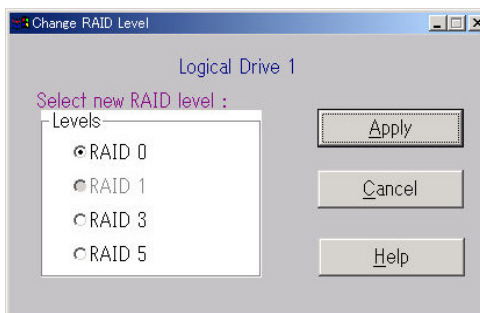 Change RAID Level
Logical Drive 1
Select new RAID level :
Levels
RAID 0
RAID 1
RAID 3
RAID 5
Apply
Cancel
Help